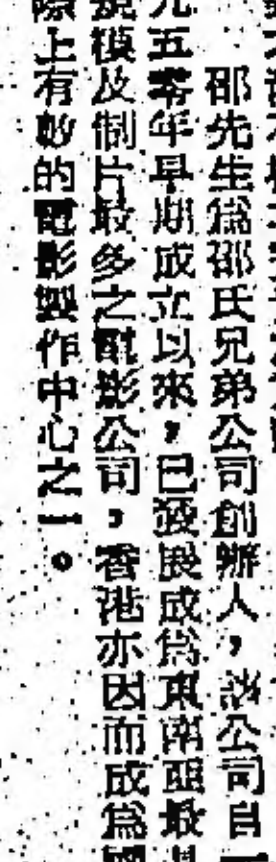 邵先生爲邵氏兄弟公司創辦人，該公司自一
五零年早期成立以來，已發展成爲東南亞最
規模及制片最多之電影公司，香港亦因而成爲國
際上有數的電影製作中心之一。